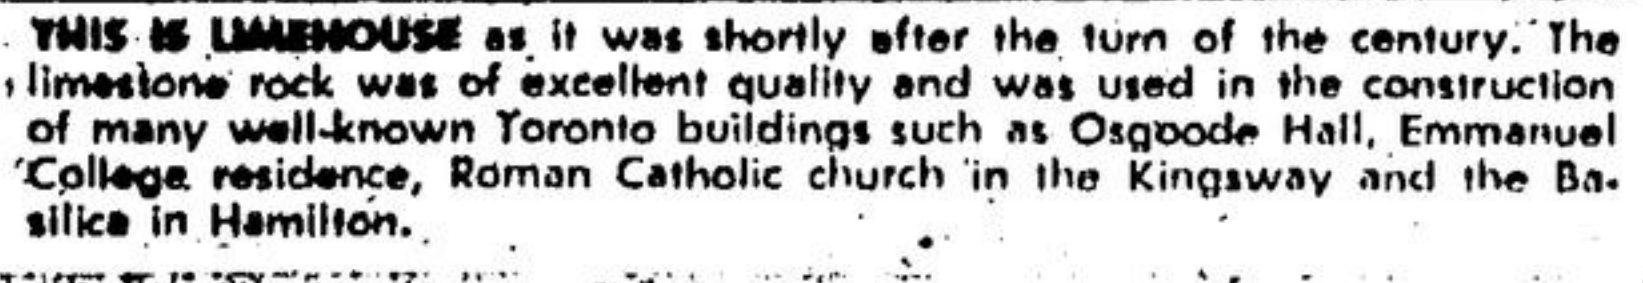 THIS IS LIMEHOUSE as it was shortly after the turn of the century. The
limestone rock was of excellent quality and was used in the construction
of many well-known Toronto buildings such as Osgoode Hall, Emmanuel
College residence, Roman Catholic church in the Kingsway and the Ba-
silica in Hamilton.